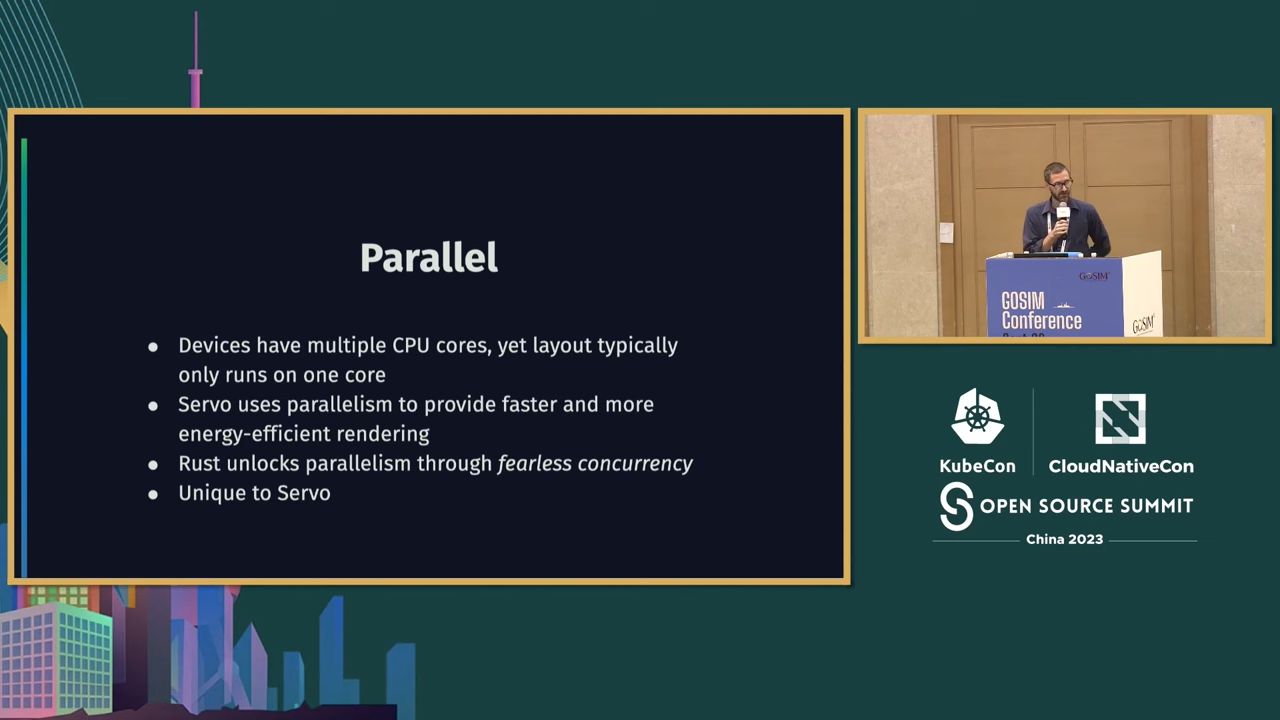 Parallel
● Devices have multiple CPU cores, yet layout typically
only runs on one core
● Servo uses parallelism to provide faster and more
energy-efficient rendering
● Rust unlocks parallelism through fearless concurrency
● Unique to Servo
GOSIM
GOSIM
Conference
GOSIM
KubeCon
CloudNativeCon
OPEN SOURCE SUMMIT
China 2023